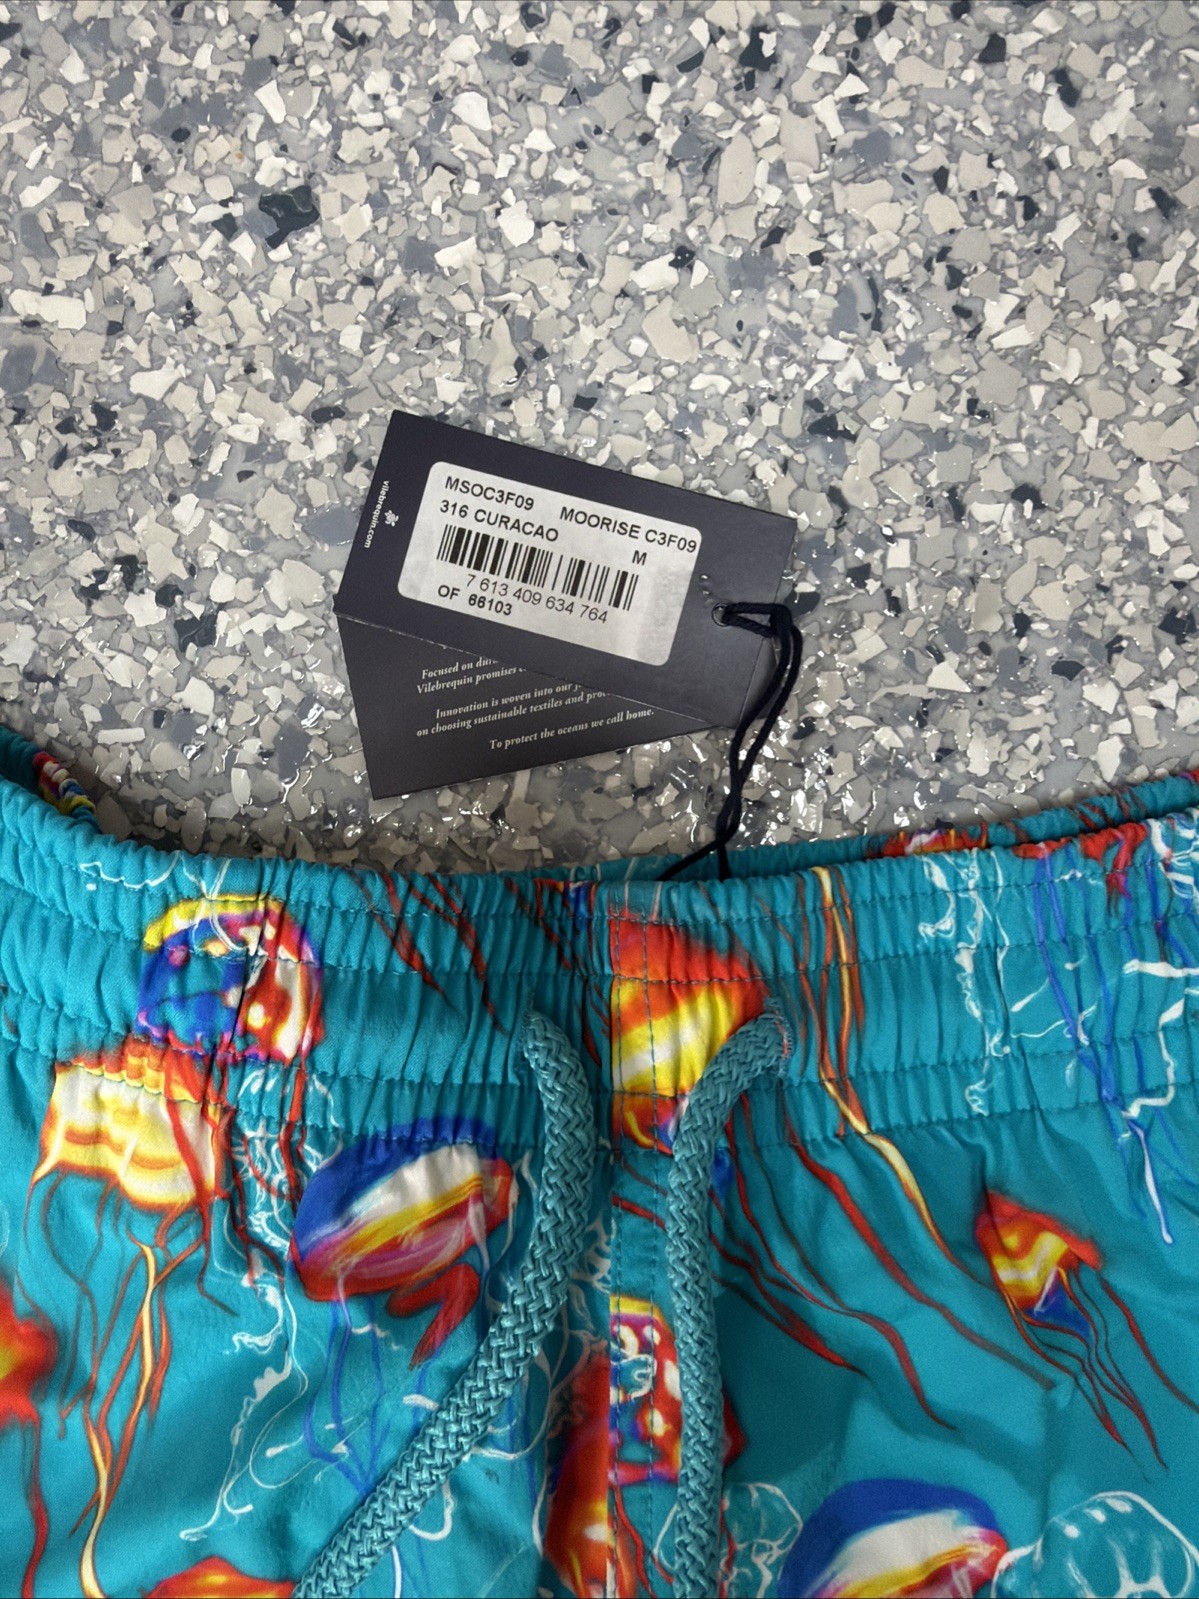 vilebrequin.com
MSOC3F09 MOORISE C3F09
316 CURACAO M
7 613 409 634 764
OF 66103
Focused on
Vilebrequin promises
Innovation is woven into our
on choosing sustainable textiles and
To protect the oceans we call home.